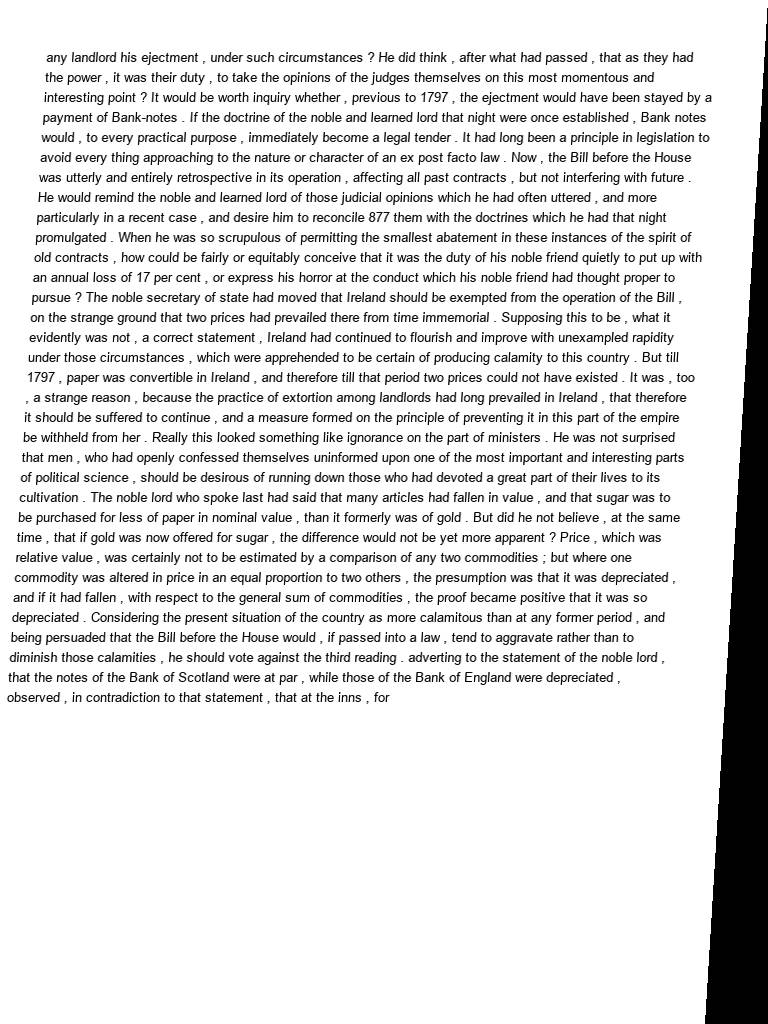 any landlord his ejectment , under such circumstances ? He did think , after what had passed , that as they had
the power , it was their duty , to take the opinions of the judges themselves on this most momentous and
interesting point ? It would be worth inquiry whether , previous to 1797 , the ejectment would have been stayed by a
payment of Bank-notes . If the doctrine of the noble and learned lord that night were once established , Bank notes
would , to every practical purpose , immediately become a legal tender . It had long been a principle in legislation to
avoid every thing approaching to the nature or character of an ex post facto law . Now , the Bill before the House
was utterly and entirely retrospective in its operation , affecting all past contracts , but not interfering with future .
He would remind the noble and learned lord of those judicial opinions which he had often uttered , and more
particularly in a recent case , and desire him to reconcile 877 them with the doctrines which he had that night
promulgated . When he was so scrupulous of permitting the smallest abatement in these instances of the spirit of
old contracts , how could be fairly or equitably conceive that it was the duty of his noble friend quietly to put up with
an annual loss of 17 per cent , or express his horror at the conduct which his noble friend had thought proper to
pursue ? The noble secretary of state had moved that Ireland should be exempted from the operation of the Bill ,
on the strange ground that two prices had prevailed there from time immemorial . Supposing this to be , what it
evidently was not , a correct statement , Ireland had continued to flourish and improve with unexampled rapidity
under those circumstances , which were apprehended to be certain of producing calamity to this country . But till
1797 , paper was convertible in Ireland , and therefore till that period two prices could not have existed . It was , too
, a strange reason , because the practice of extortion among landlords had long prevailed in Ireland , that therefore
it should be suffered to continue , and a measure formed on the principle of preventing it in this part of the empire
be withheld from her . Really this looked something like ignorance on the part of ministers . He was not surprised
that men , who had openly confessed themselves uninformed upon one of the most important and interesting parts
of political science , should be desirous of running down those who had devoted a great part of their lives to its
cultivation . The noble lord who spoke last had said that many articles had fallen in value , and that sugar was to
be purchased for less of paper in nominal value , than it formerly was of gold . But did he not believe , at the same
time , that if gold was now offered for sugar , the difference would not be yet more apparent ? Price , which was
relative value , was certainly not to be estimated by a comparison of any two commodities ; but where one
commodity was altered in price in an equal proportion to two others , the presumption was that it was depreciated ,
and if it had fallen , with respect to the general sum of commodities , the proof became positive that it was so
depreciated . Considering the present situation of the country as more calamitous than at any former period , and
being persuaded that the Bill before the House would , if passed into a law , tend to aggravate rather than to
diminish those calamities , he should vote against the third reading . adverting to the statement of the noble lord ,
that the notes of the Bank of Scotland were at par , while those of the Bank of England were depreciated ,
observed , in contradiction to that statement , that at the inns , for